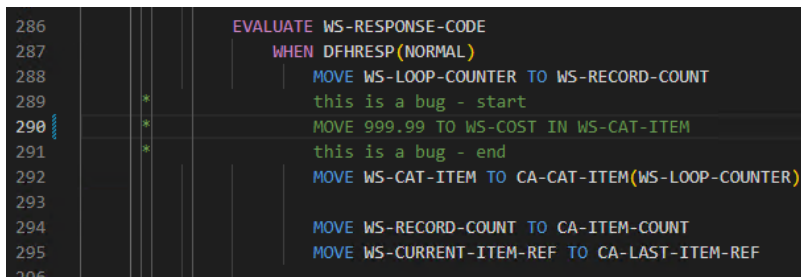 286 EVALUATE WS-RESPONSE-CODE
287 WHEN DFHRESP(NORMAL)
288 MOVE WS-LOOP-COUNTER TO WS-RECORD-COUNT
289 * this is a bug - start
290 * MOVE 999.99 TO WS-COST IN WS-CAT-ITEM
291 * this is a bug - end
292 MOVE WS-CAT-ITEM TO CA-CAT-ITEM(WS-LOOP-COUNTER)
293
294 MOVE WS-RECORD-COUNT TO CA-ITEM-COUNT
295 MOVE WS-CURRENT-ITEM-REF TO CA-LAST-ITEM-REF
296